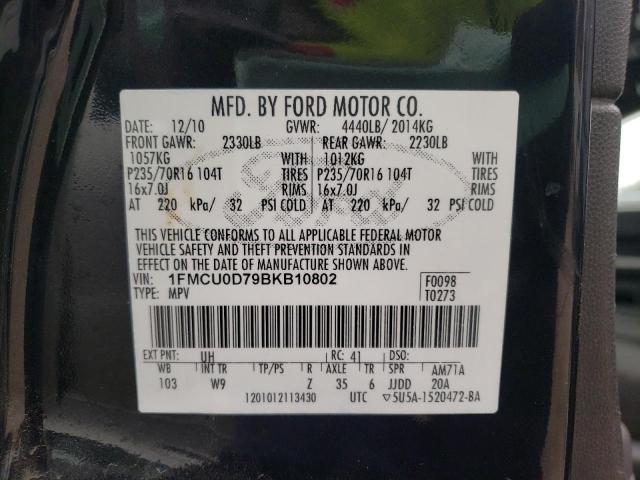 MFD. BY FORD MOTOR CO.
DATE: 12/10 GVWR: 4440LB/ 2014KG
FRONT GAWR: 2330LB REAR GAWR: 2230LB
1057KG WITH 1012KG WITH
P235/70R16 104T TIRES P235/70R16 104T TIRES
16x7.0J RIMS 16x7.0J RIMS
AT 220 kPa/ 32 PSI COLD AT 220 kPa/ 32 PSI COLD
THIS VEHICLE CONFORMS TO ALL APPLICABLE FEDERAL MOTOR
VEHICLE SAFETY AND THEFT PREVENTION STANDARDS IN
EFFECT ON THE DATE OF MANUFACTURE SHOWN ABOVE.
VIN: 1FMCU0D79BKB10802 F0098
TYPE: MPV T0273
EXT PNT: UH RC: 41 DSO:
WB INT TR TP/PS R AXLE TR SPR AM71A
103 W9 Z 35 6 JJDD 20A
1201012113430 UTC ▽5U5A-1520472-BA
Ford